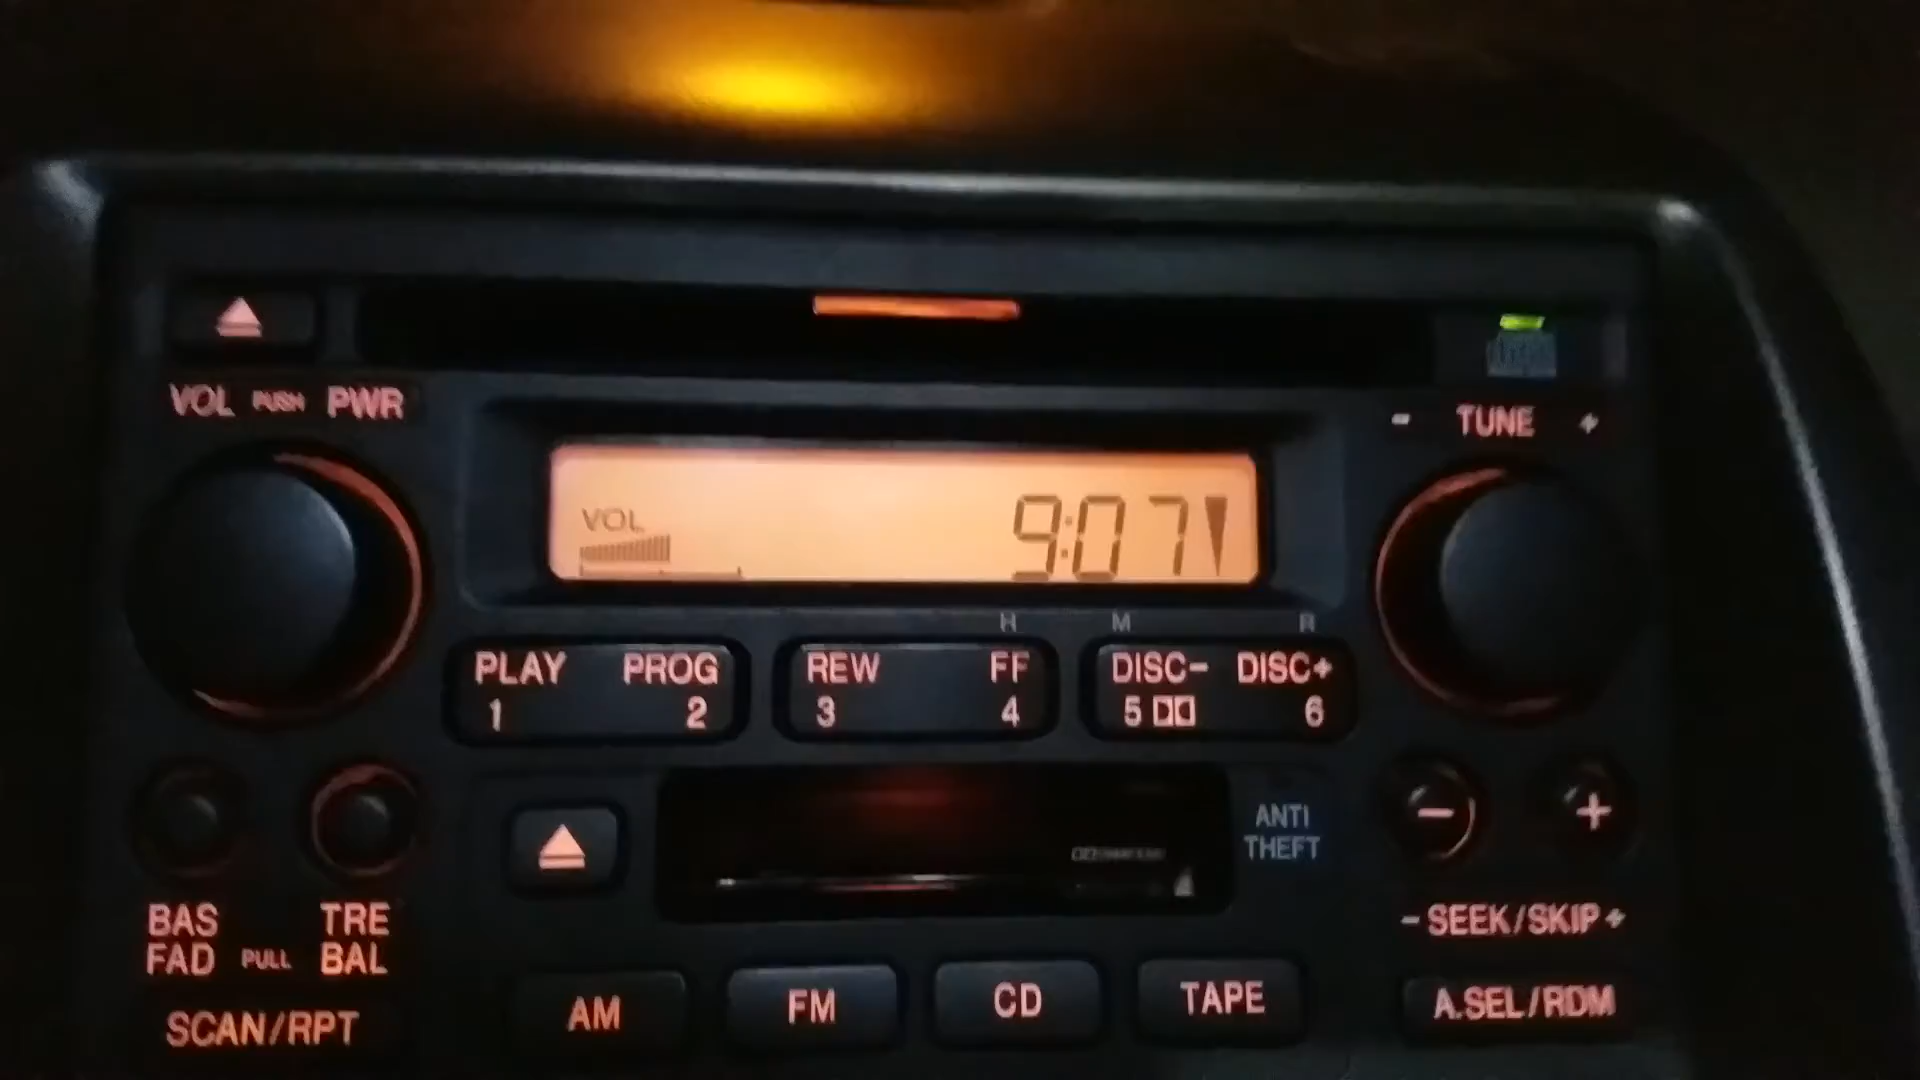 VOL PUSH PWR
- TUNE +
VOL
9:07
H M R
PLAY PROG REW FF DISC- DISC+
1 2 3 4 5 6
ANTI
THEFT
- +
BAS TRE
FAD PULL BAL
- SEEK/SKIP +
SCAN/RPT AM FM CD TAPE A.SEL/RDM